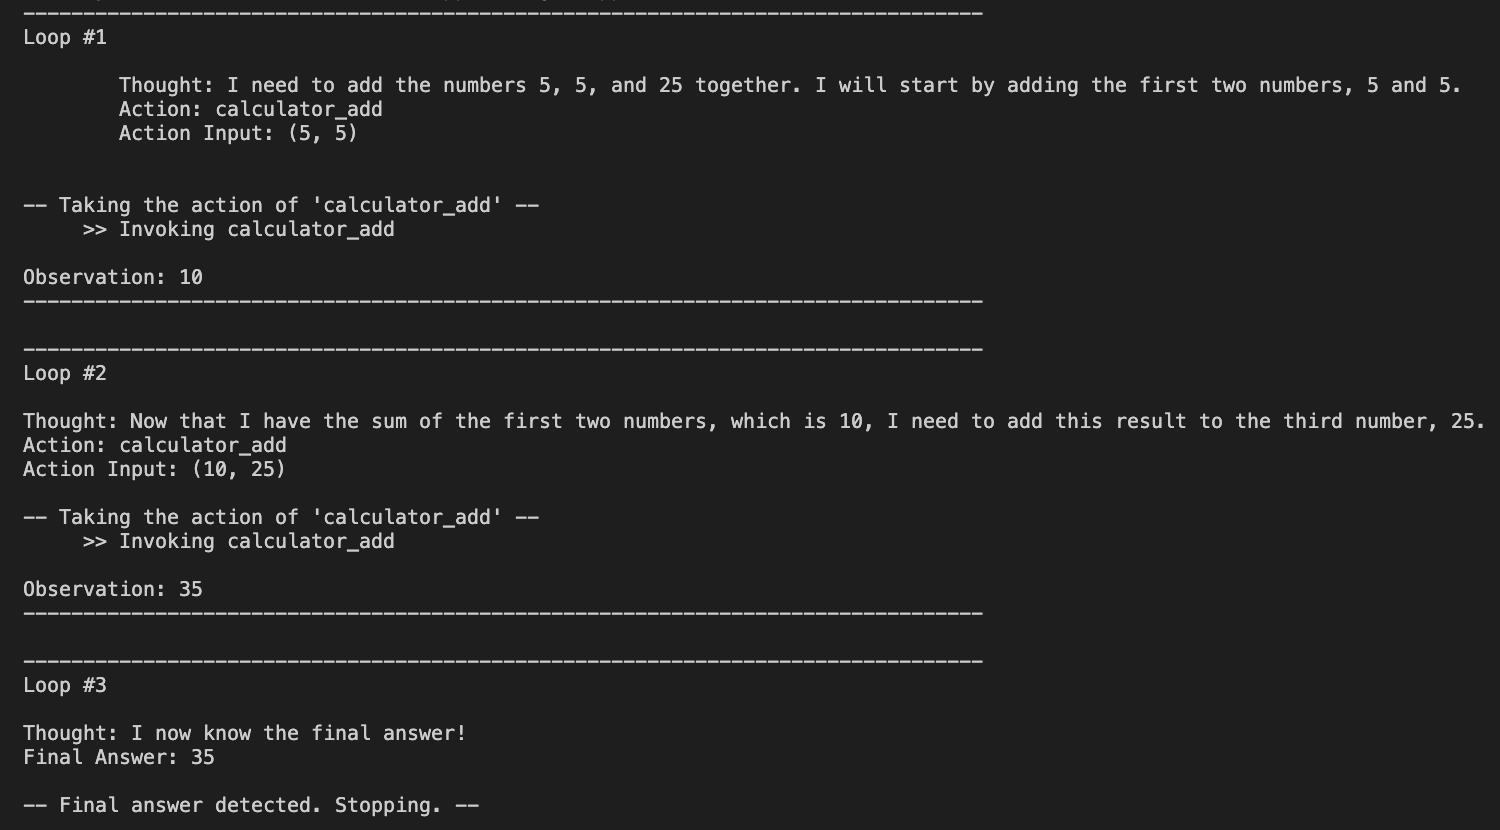 --------------------------------------------------------------------------------
Loop #1
Thought: I need to add the numbers 5, 5, and 25 together. I will start by adding the first two numbers, 5 and 5.
Action: calculator_add
Action Input: (5, 5)
-- Taking the action of 'calculator_add' --
>> Invoking calculator_add
Observation: 10
--------------------------------------------------------------------------------
--------------------------------------------------------------------------------
Loop #2
Thought: Now that I have the sum of the first two numbers, which is 10, I need to add this result to the third number, 25.
Action: calculator_add
Action Input: (10, 25)
-- Taking the action of 'calculator_add' --
>> Invoking calculator_add
Observation: 35
--------------------------------------------------------------------------------
--------------------------------------------------------------------------------
Loop #3
Thought: I now know the final answer!
Final Answer: 35
-- Final answer detected. Stopping. --